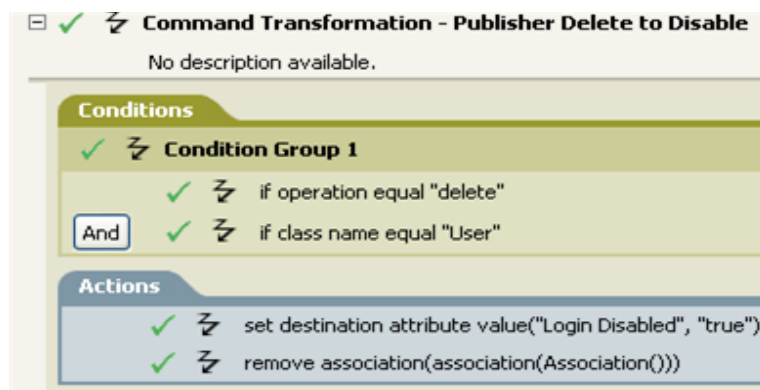 Command Transformation - Publisher Delete to Disable
No description available.
Conditions
Condition Group 1
if operation equal "delete"
And if class name equal "User"
Actions
set destination attribute value("Login Disabled", "true")
remove association(association(Association()))